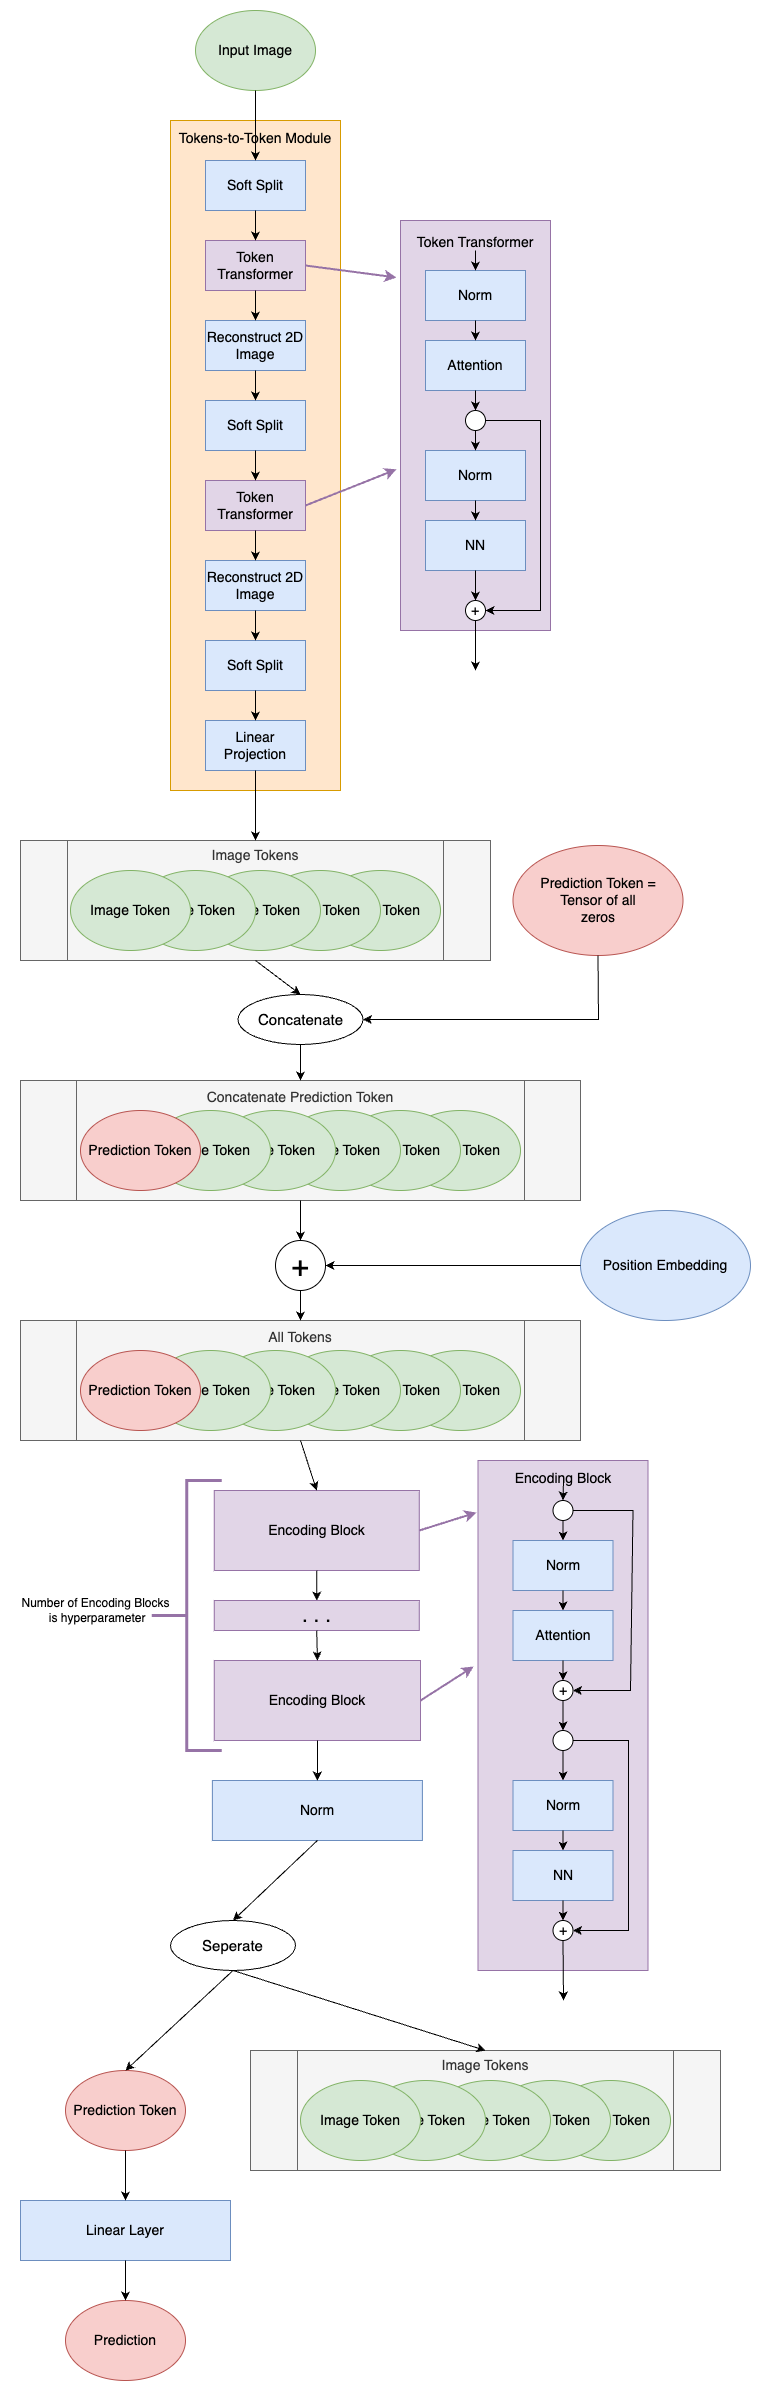 Input Image
Tokens-to-Token Module
Soft Split
Token
Transformer
Reconstruct 2D
Image
Soft Split
Token
Transformer
Reconstruct 2D
Image
Soft Split
Linear
Projection
Token Transformer
Norm
Attention
Norm
NN
+
Image Tokens
Image Token
e Token
e Token
Token
Token
Prediction Token =
Tensor of all
zeros
Concatenate
Concatenate Prediction Token
Prediction Token
e Token
e Token
e Token
Token
Token
+
Position Embedding
All Tokens
Prediction Token
e Token
e Token
e Token
Token
Token
Number of Encoding Blocks
is hyperparameter
Encoding Block
. . .
Encoding Block
Norm
Encoding Block
Norm
Attention
+
Norm
NN
+
Seperate
Prediction Token
Image Tokens
Image Token
e Token
e Token
Token
Token
Linear Layer
Prediction